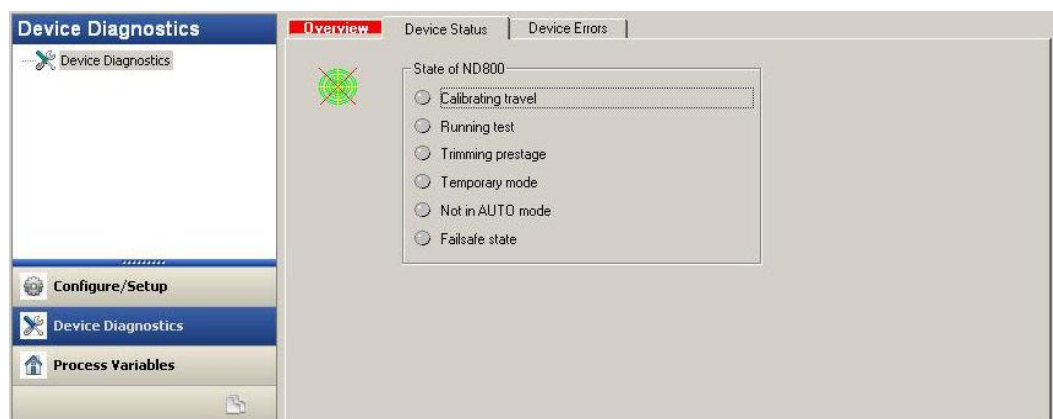 Device Diagnostics
Device Diagnostics
Configure/Setup
Device Diagnostics
Process Variables
Overview Device Status Device Errors
State of ND800
Calibrating travel
Running test
Trimming prestage
Temporary mode
Not in AUTO mode
Failsafe state